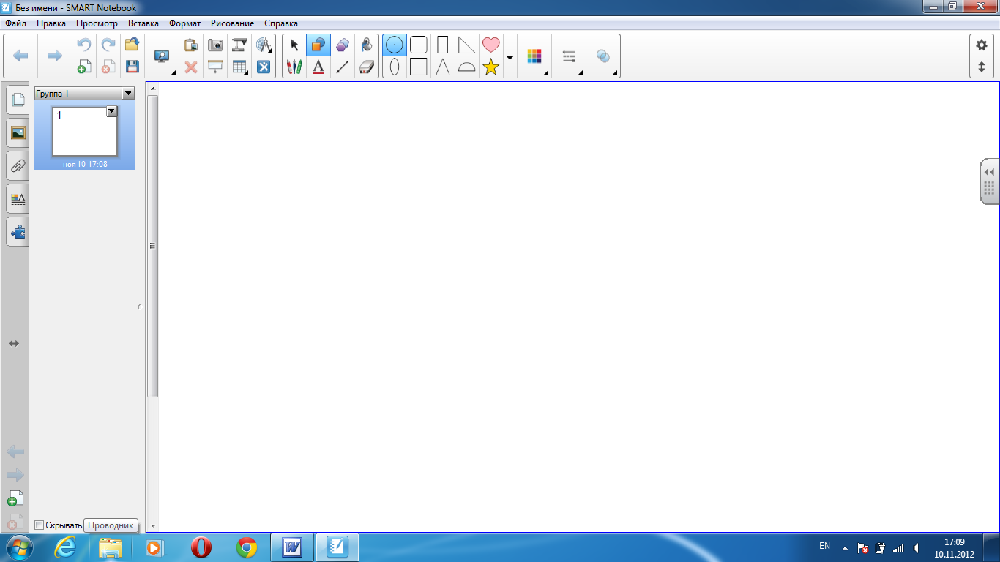 Без имени - SMART Notebook
Файл Правка Просмотр Вставка Формат Рисование Справка
Группа 1
1
ноя 10-17:08
Скрывать
Проводник
EN
17:09
10.11.2012